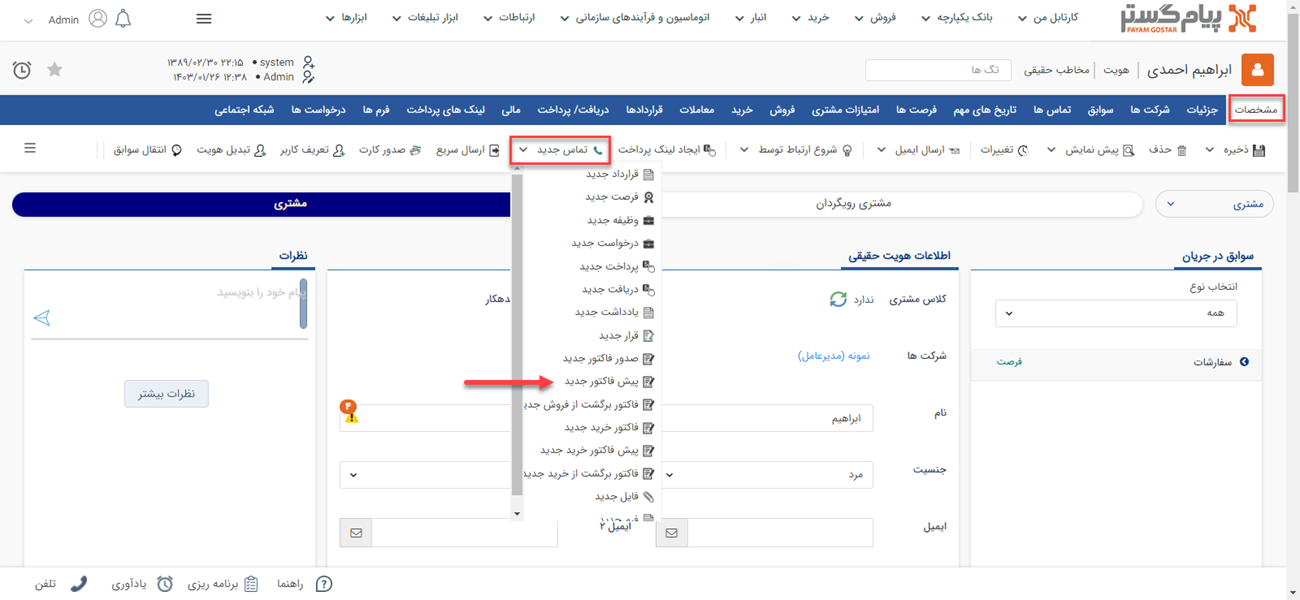 پیام گستر
PAYAM GOSTAR
کارتابل من
بانک یکپارچه
فروش
خرید
انبار
اتوماسیون و فرآیندهای سازمانی
ارتباطات
ابزار تبلیغات
ابزارها
Admin
ابراهیم احمدی
هویت
مخاطب حقیقی
تگ ها
۱۳۸۹/۰۲/۳۰ ۲۲:۱۵ • system
۱۴۰۳/۰۱/۲۶ ۱۲:۳۸ • Admin
مشخصات
جزئیات
شرکت ها
سوابق
تماس ها
تاریخ های مهم
فرصت ها
امتیازات مشتری
فروش
خرید
معاملات
قراردادها
دریافت/ پرداخت
مالی
لینک های پرداخت
فرم ها
درخواست ها
شبکه اجتماعی
ذخیره
حذف
پیش نمایش
تغییرات
ارسال ایمیل
شروع ارتباط توسط
ایجاد لینک پرداخت
تماس جدید
ارسال سریع
صدور کارت
تعریف کاربر
تبدیل هویت
انتقال سوابق
مشتری
مشتری رویگردان
مشتری
قرارداد جدید
فرصت جدید
وظیفه جدید
درخواست جدید
پرداخت جدید
دریافت جدید
یادداشت جدید
قرار جدید
صدور فاکتور جدید
پیش فاکتور جدید
فاکتور برگشت از فروش جدید
فاکتور خرید جدید
پیش فاکتور خرید جدید
فاکتور برگشت از خرید جدید
فایل جدید
سوابق در جریان
انتخاب نوع
همه
سفارشات
فرصت
اطلاعات هویت حقیقی
کلاس مشتری
ندارد
شرکت ها
نمونه (مدیرعامل)
نام
ابراهیم
۴
جنسیت
مرد
ایمیل
ایمیل ۲
نظرات
پیام خود را بنویسید
نظرات بیشتر
راهنما
برنامه ریزی
یادآوری
تلفن